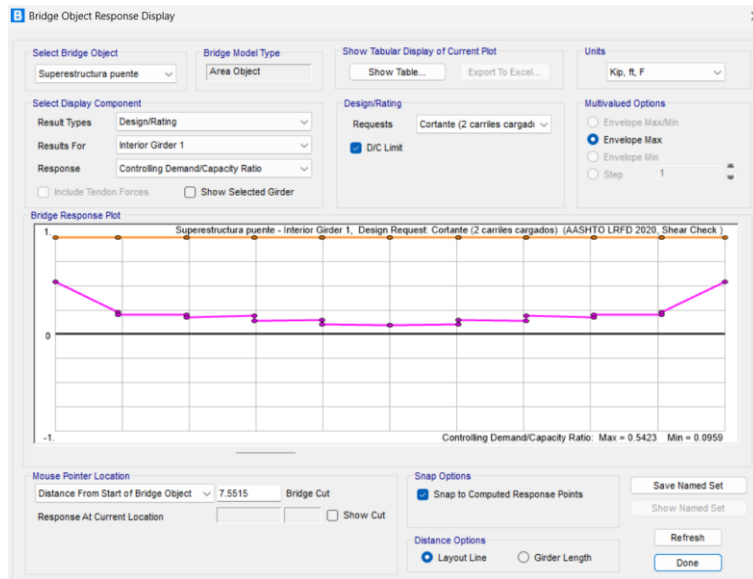 B Bridge Object Response Display
Select Bridge Object
Superestructura puente
Bridge Model Type
Area Object
Show Tabular Display of Current Plot
Show Table...
Export To Excel...
Units
Kip, ft, F
Select Display Component
Result Types Design/Rating
Results For Interior Girder 1
Response Controlling Demand/Capacity Ratio
Include Tendon Forces Show Selected Girder
Design/Rating
Requests Cortante (2 carriles cargad
D/C Limit
Multivalued Options
Envelope Max/Min
Envelope Max
Envelope Min
Step 1
Bridge Response Plot
1. Superestructura puente - Interior Girder 1, Design Request: Cortante (2 carriles cargados) (AASHTO LRFD 2020, Shear Check )
0
-1. Controlling Demand/Capacity Ratio: Max = 0.5423 Min = 0.0959
Mouse Pointer Location
Distance From Start of Bridge Object 7.5515 Bridge Cut
Response At Current Location Show Cut
Snap Options
Snap to Computed Response Points
Distance Options
Layout Line Girder Length
Save Named Set
Show Named Set
Refresh
Done